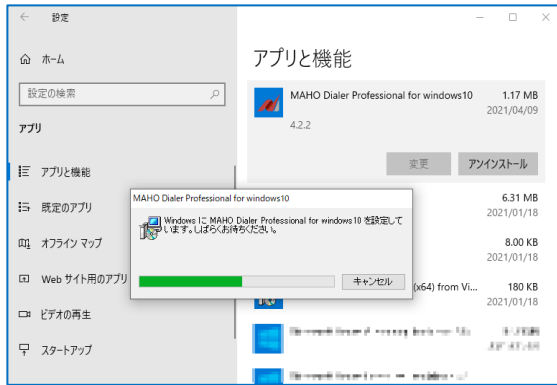 設定
ホーム
設定の検索
アプリ
アプリと機能
既定のアプリ
オフライン マップ
Web サイト用のアプリ
ビデオの再生
スタートアップ
アプリと機能
MAHO Dialer Professional for windows10
1.17 MB
2021/04/09
4.2.2
変更
アンインストール
6.31 MB
2021/01/18
8.00 KB
2021/01/18
(x64) from Vi...
180 KB
2021/01/18
MAHO Dialer Professional for windows10
Windows に MAHO Dialer Professional for windows10 を設定して
います。しばらくお待ちください。
キャンセル